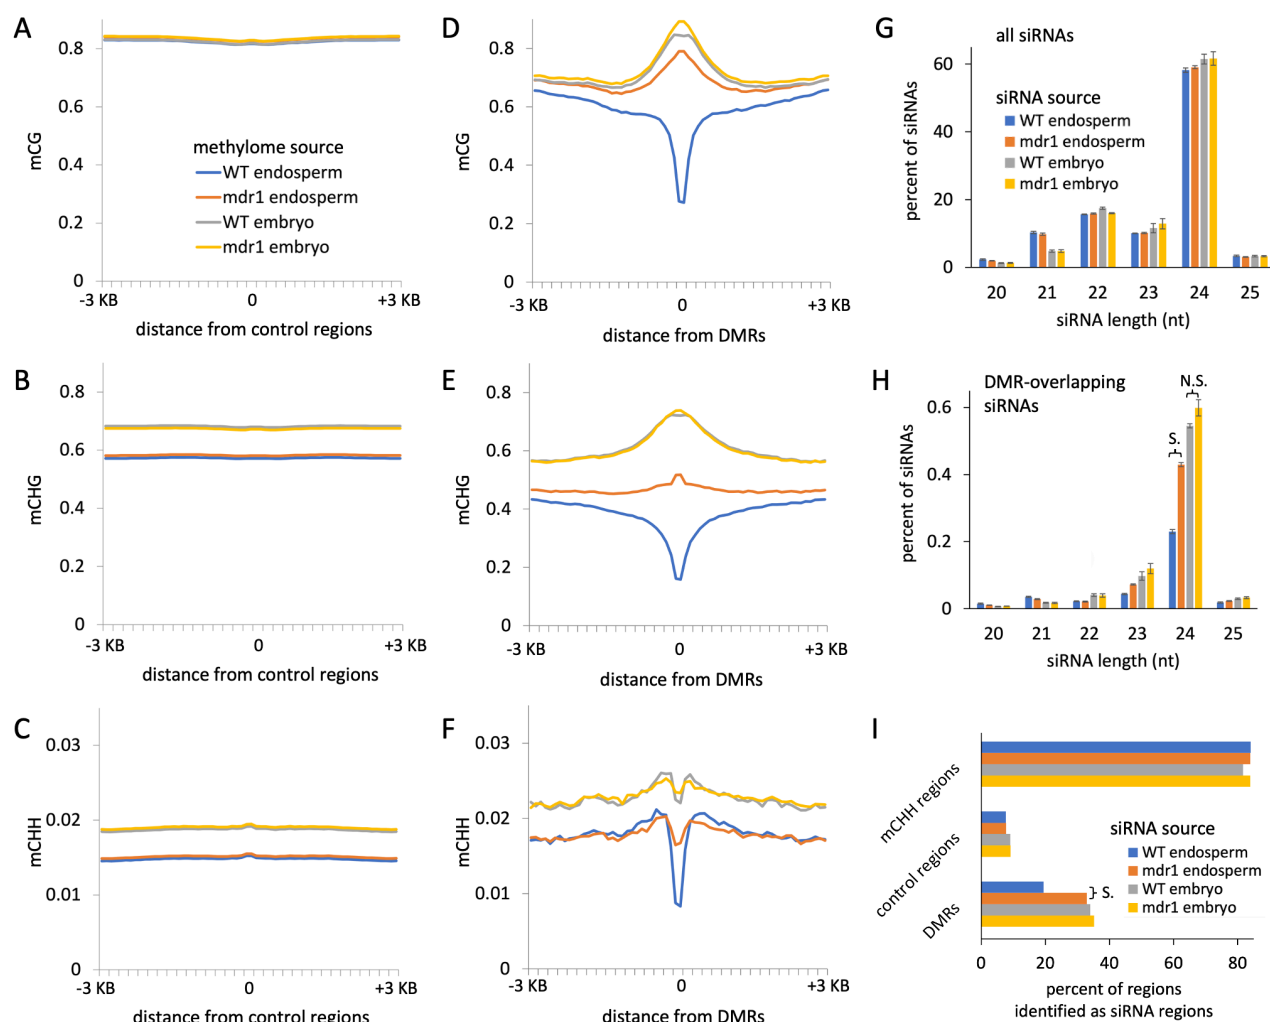 A
0.8
0.6
0.4
0.2
0
mCG
methylome source
WT endosperm
mdr1 endosperm
WT embryo
mdr1 embryo
-3 KB
0
+3 KB
distance from control regions
D
0.8
0.6
0.4
0.2
0
mCG
-3 KB
0
+3 KB
distance from DMRs
G
all siRNAs
60
40
20
0
percent of siRNAs
siRNA source
WT endosperm
mdr1 endosperm
WT embryo
mdr1 embryo
20 21 22 23 24 25
siRNA length (nt)
B
0.8
0.6
0.4
0.2
0
mCHG
-3 KB
0
+3 KB
distance from control regions
E
0.8
0.6
0.4
0.2
0
mCHG
-3 KB
0
+3 KB
distance from DMRs
H
DMR-overlapping
siRNAs
N.S.
S.
0.6
0.4
0.2
0
percent of siRNAs
20 21 22 23 24 25
siRNA length (nt)
C
0.03
0.02
0.01
0
mCHH
-3 KB
0
+3 KB
distance from control regions
F
0.03
0.02
0.01
0
mCHH
-3 KB
0
+3 KB
distance from DMRs
I
mCHH regions
control regions
DMRs
S.
siRNA source
WT endosperm
mdr1 endosperm
WT embryo
mdr1 embryo
0 20 40 60 80
percent of regions
identified as siRNA regions